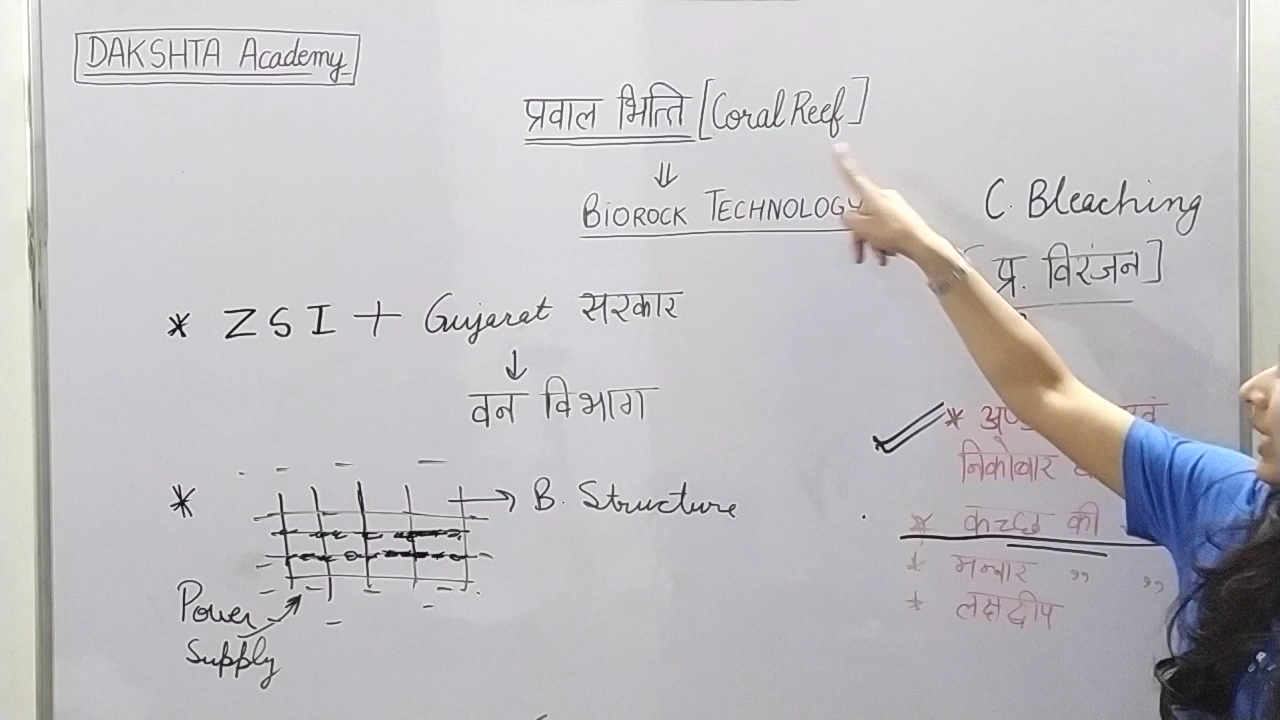 DAKSHTA Academy
प्रवाल भित्ति [Coral Reef]
⇓
BIOROCK TECHNOLOGY
C. Bleaching
[ प्र. विरंजन ]
* ZSI + Gujarat सरकार
↓
वन विभाग
* → B. Structure
Power
Supply
*
निकोबार
* कच्छ की
* मन्नार ,, ,,
* लक्षद्वीप